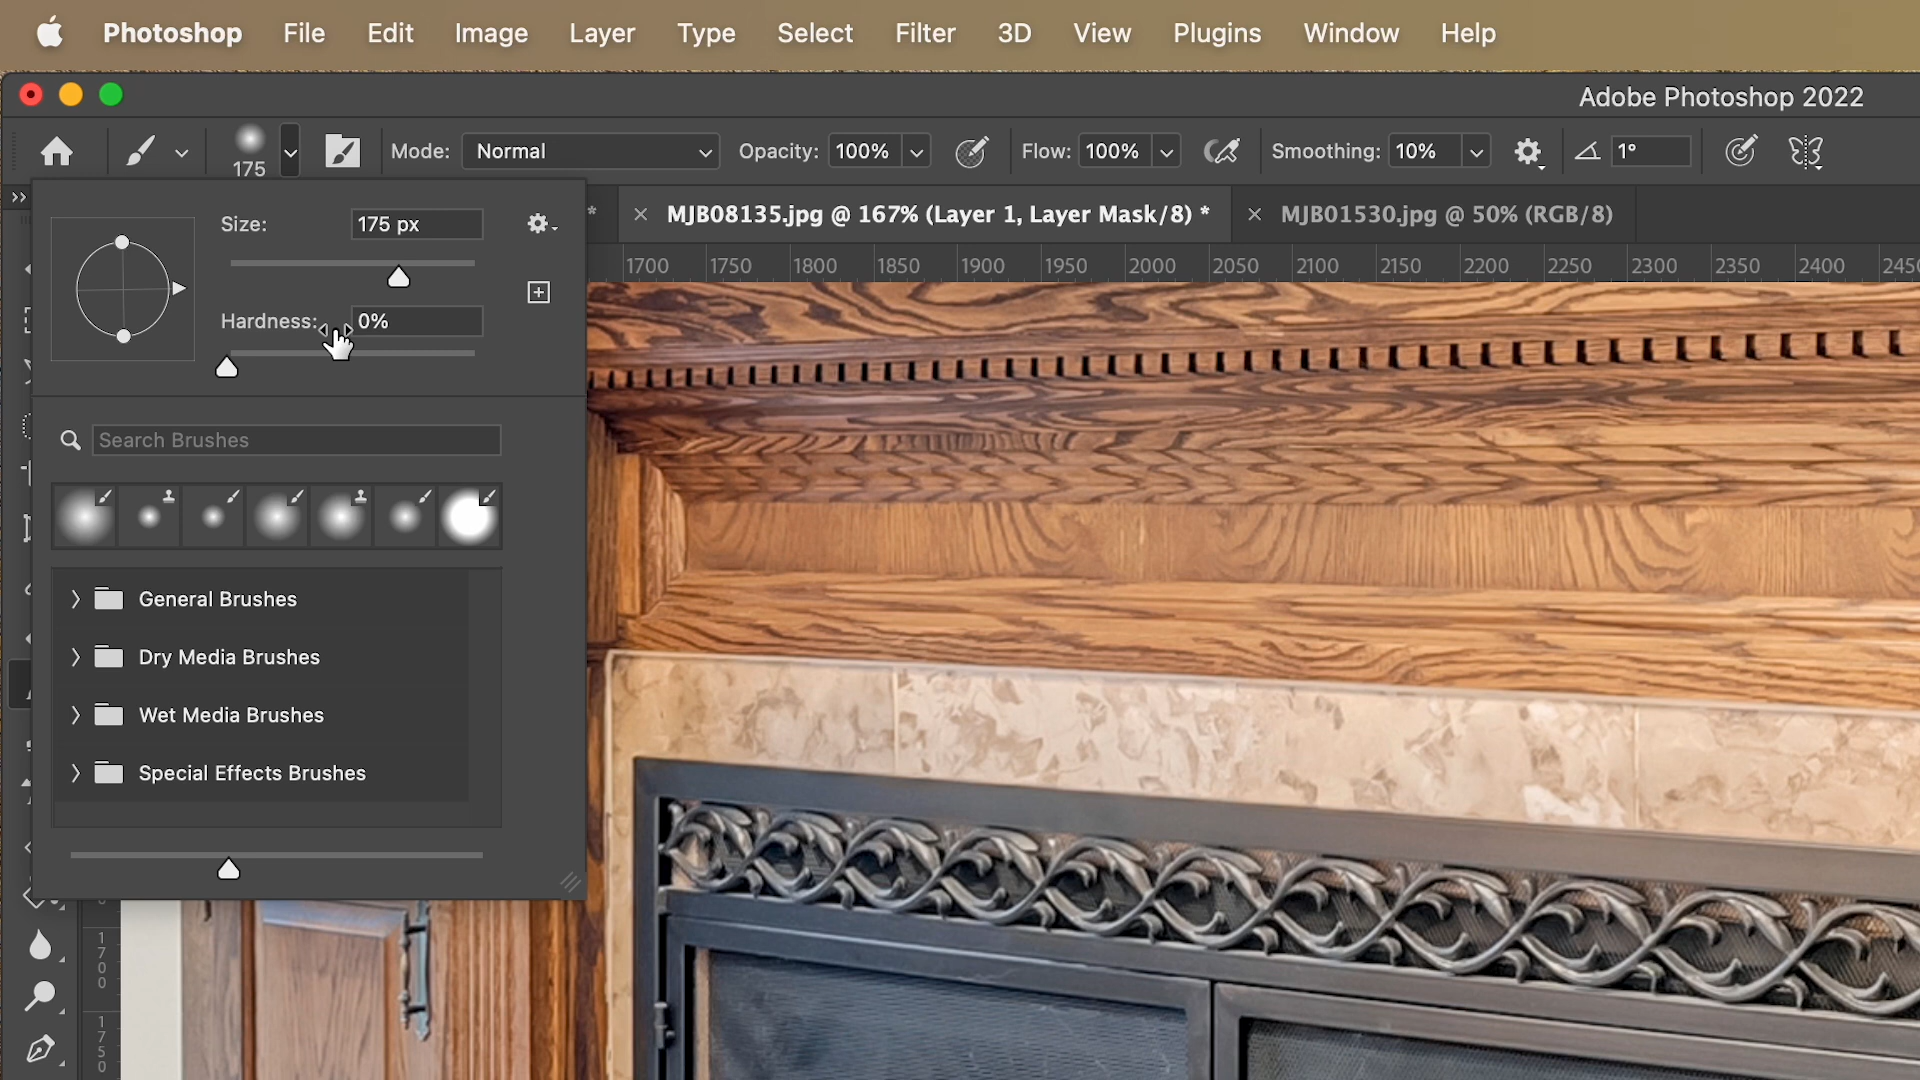 Photoshop File Edit Image Layer Type Select Filter 3D View Plugins Window Help
Adobe Photoshop 2022
175 Mode: Normal Opacity: 100% Flow: 100% Smoothing: 10% 1°
* × MJB08135.jpg @ 167% (Layer 1, Layer Mask/8) * × MJB01530.jpg @ 50% (RGB/8)
Size: 175 px
1700 1750 1800 1850 1900 1950 2000 2050 2100 2150 2200 2250 2300 2350 2400 245
Hardness: 0%
Search Brushes
General Brushes
Dry Media Brushes
Wet Media Brushes
Special Effects Brushes
1700
1750